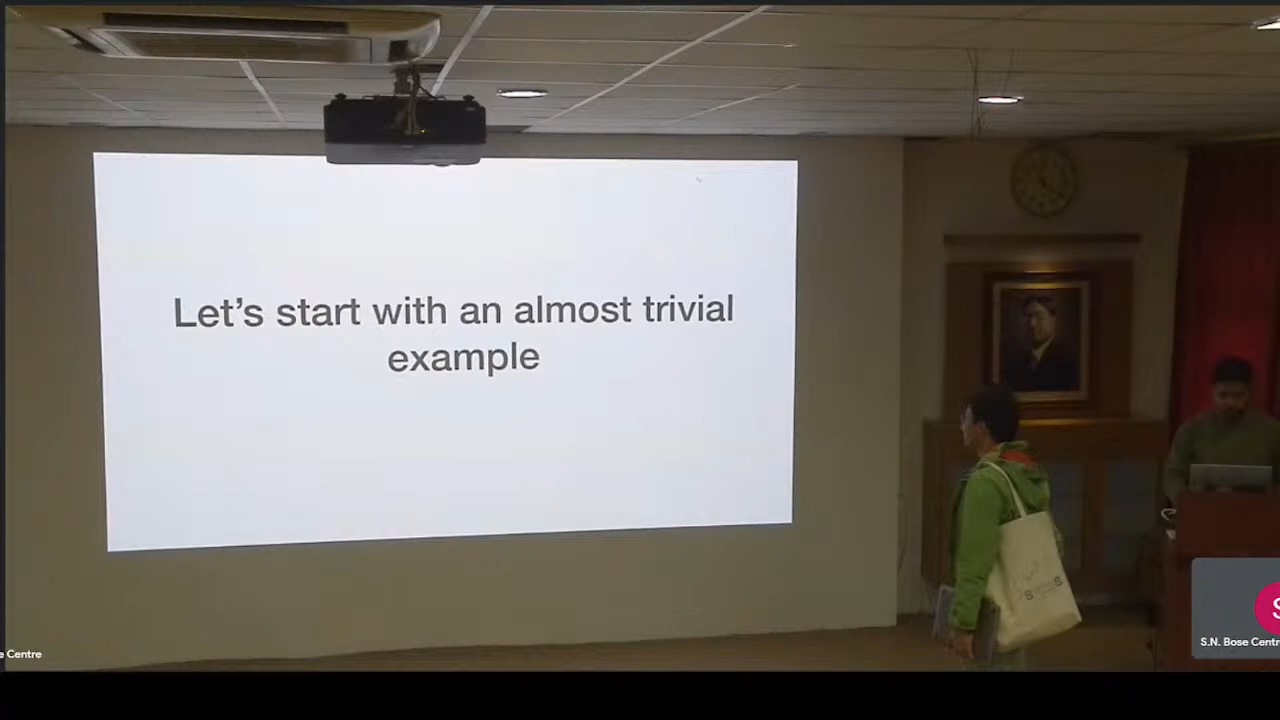 Let's start with an almost trivial
example
e Centre
S
S.N. Bose Centr